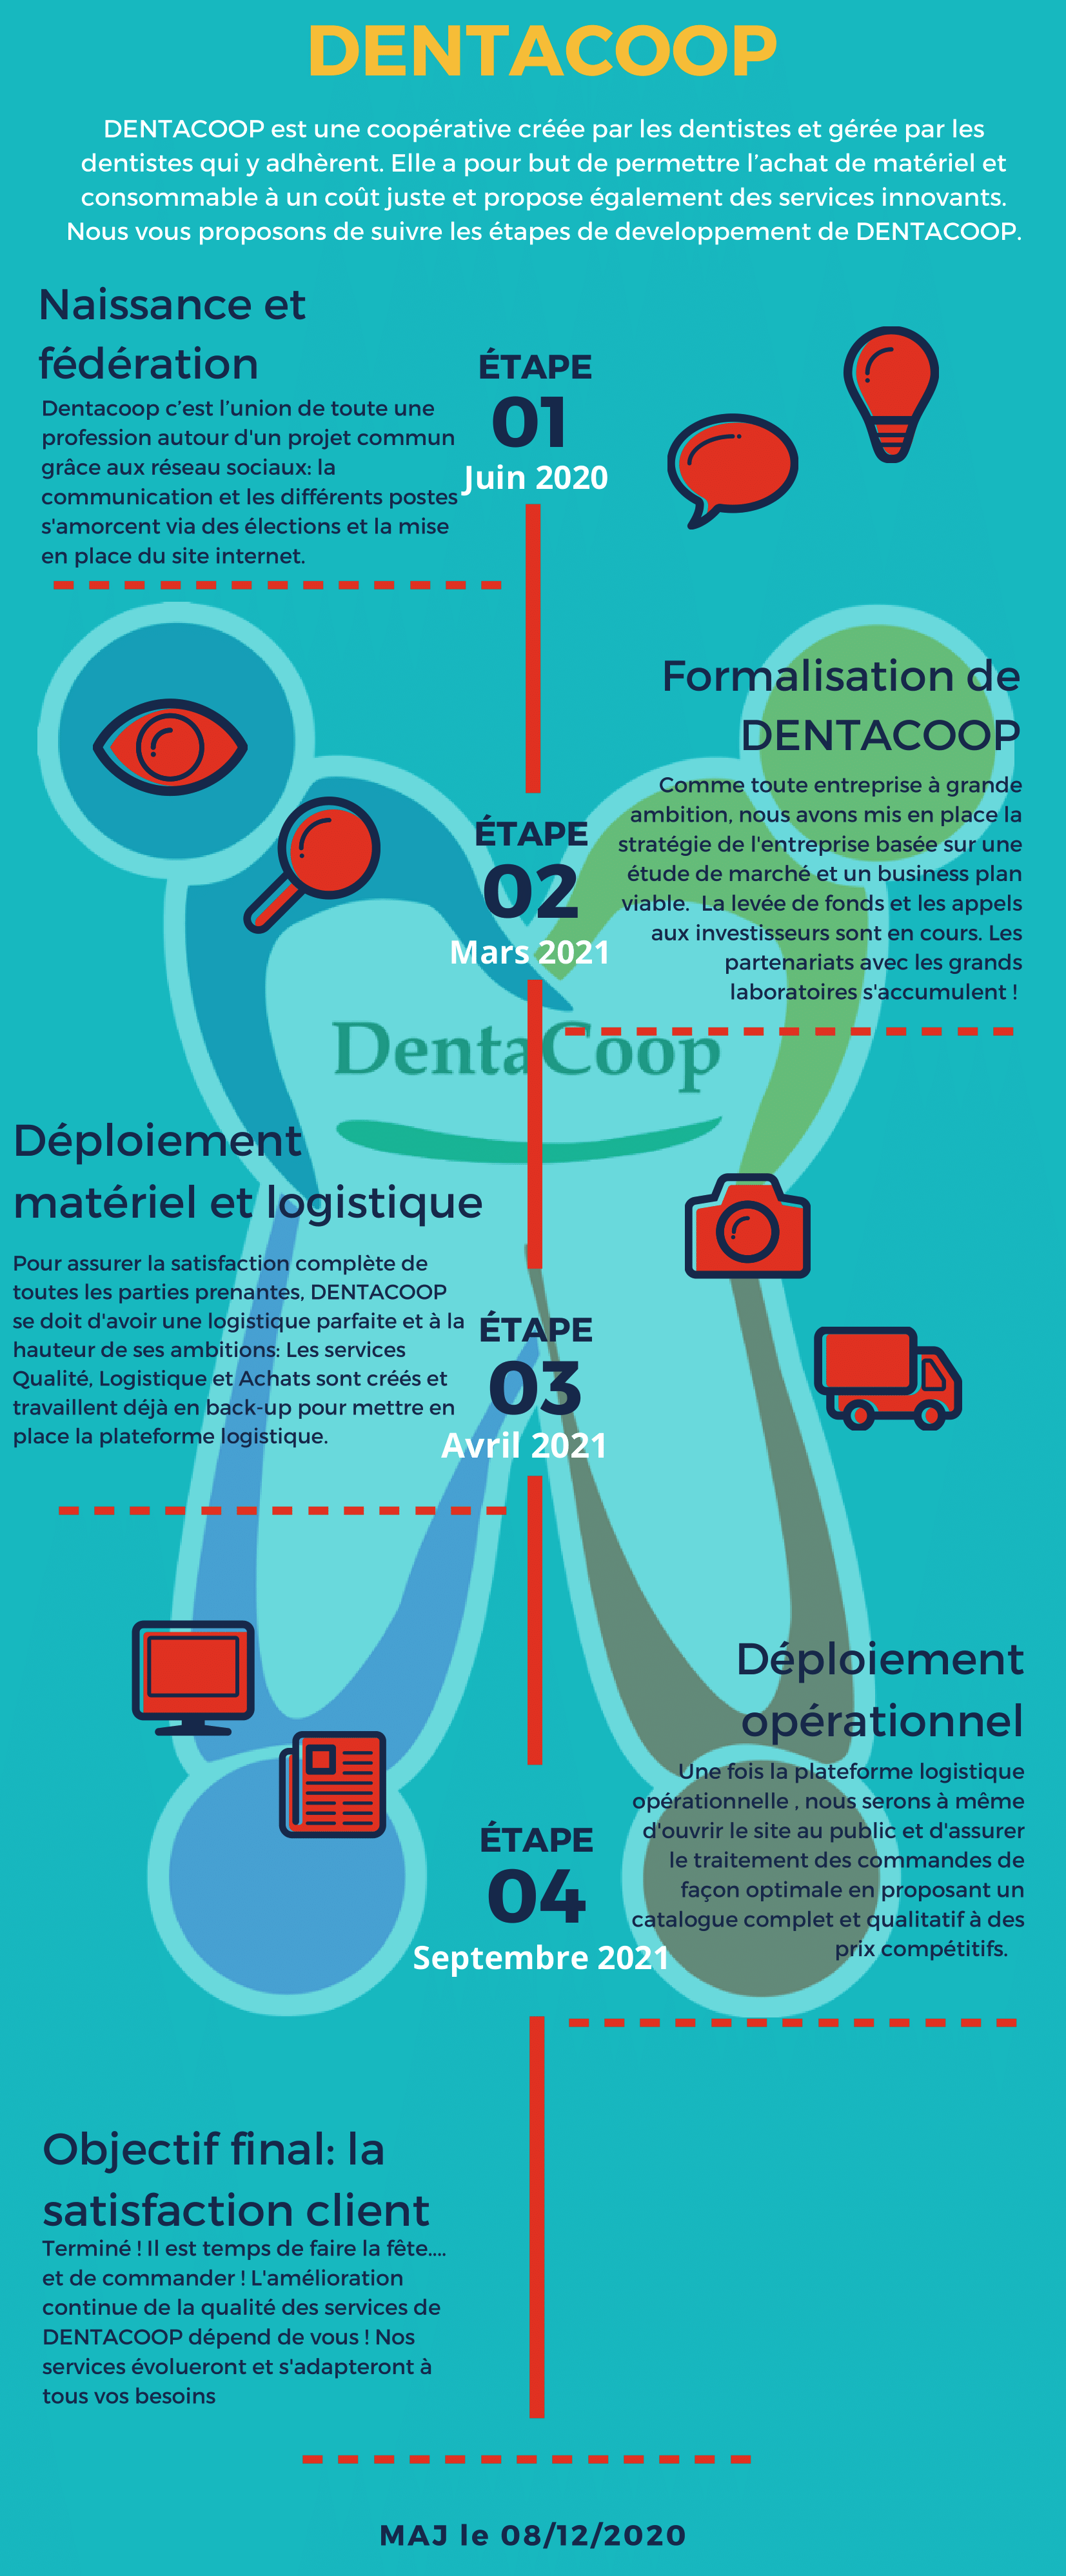 DENTACOOP
DENTACOOP est une coopérative créée par les dentistes et gérée par les
dentistes qui y adhèrent. Elle a pour but de permettre l'achat de matériel et
consommable à un coût juste et propose également des services innovants.
Nous vous proposons de suivre les étapes de developpement de DENTACOOP.
Naissance et
fédération
Dentacoop c'est l'union de toute une
profession autour d'un projet commun
grâce aux réseau sociaux: la
communication et les différents postes
s'amorcent via des élections et la mise
en place du site internet.
ÉTAPE
01
Juin 2020
Formalisation de
DENTACOOP
Comme toute entreprise à grande
ambition, nous avons mis en place la
stratégie de l'entreprise basée sur une
étude de marché et un business plan
viable.  La levée de fonds et les appels
aux investisseurs sont en cours. Les
partenariats avec les grands
laboratoires s'accumulent !
ÉTAPE
02
Mars 2021
DentaCoop
Déploiement
matériel et logistique
Pour assurer la satisfaction complète de
toutes les parties prenantes, DENTACOOP
se doit d'avoir une logistique parfaite et à la
hauteur de ses ambitions: Les services
Qualité, Logistique et Achats sont créés et
travaillent déjà en back-up pour mettre en
place la plateforme logistique.
ÉTAPE
03
Avril 2021
Déploiement
opérationnel
Une fois la plateforme logistique
opérationnelle , nous serons à même
d'ouvrir le site au public et d'assurer
le traitement des commandes de
façon optimale en proposant un
catalogue complet et qualitatif à des
prix compétitifs.
ÉTAPE
04
Septembre 2021
Objectif final: la
satisfaction client
Terminé ! Il est temps de faire la fête....
et de commander ! L'amélioration
continue de la qualité des services de
DENTACOOP dépend de vous ! Nos
services évolueront et s'adapteront à
tous vos besoins
MAJ le 08/12/2020